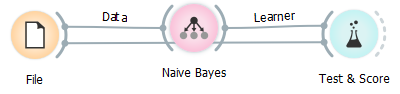 Data
Learner
File
Naive Bayes
Test & Score